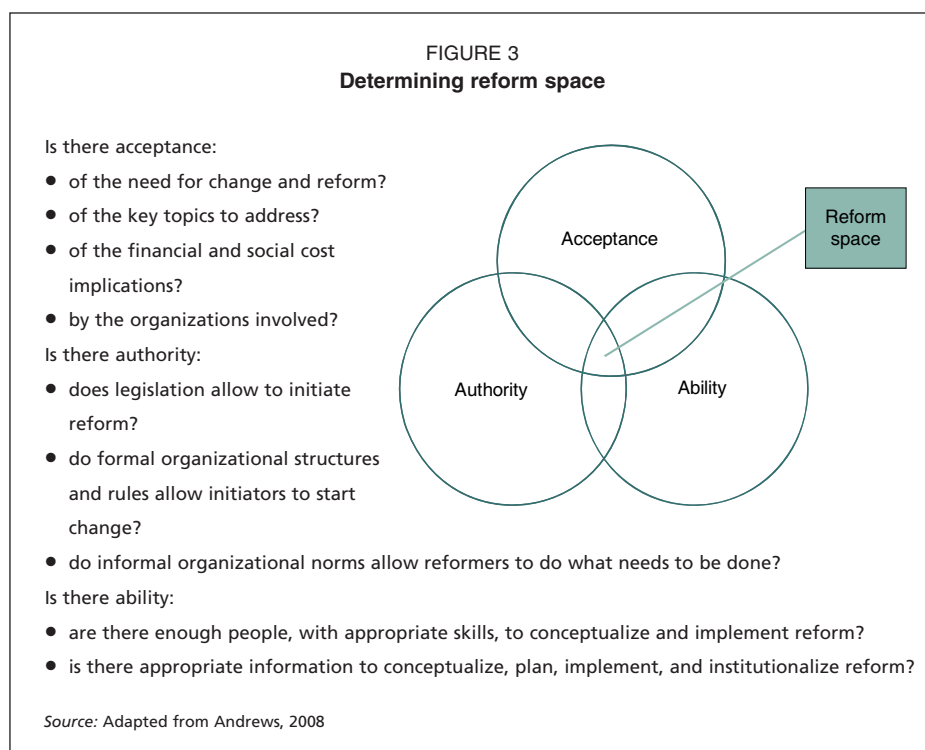 FIGURE 3
Determining reform space
Is there acceptance:
• of the need for change and reform?
• of the key topics to address?
• of the financial and social cost
implications?
• by the organizations involved?
Is there authority:
• does legislation allow to initiate
reform?
• do formal organizational structures
and rules allow initiators to start
change?
• do informal organizational norms allow reformers to do what needs to be done?
Is there ability:
• are there enough people, with appropriate skills, to conceptualize and implement reform?
• is there appropriate information to conceptualize, plan, implement, and institutionalize reform?
Acceptance
Reform
space
Authority
Ability
Source: Adapted from Andrews, 2008